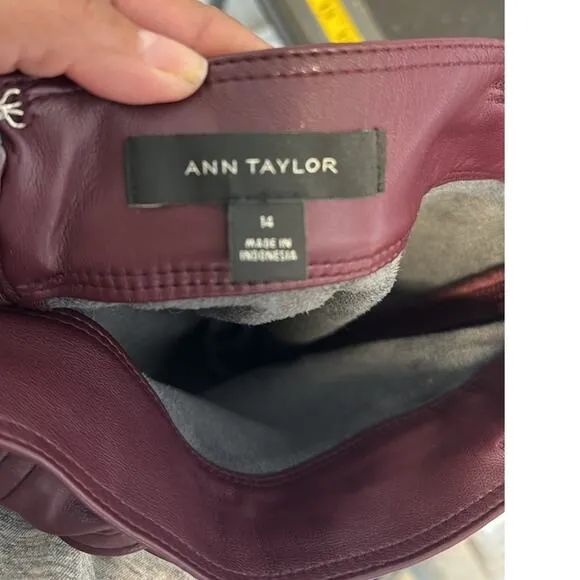 ANN TAYLOR
14
MADE IN
INDONESIA